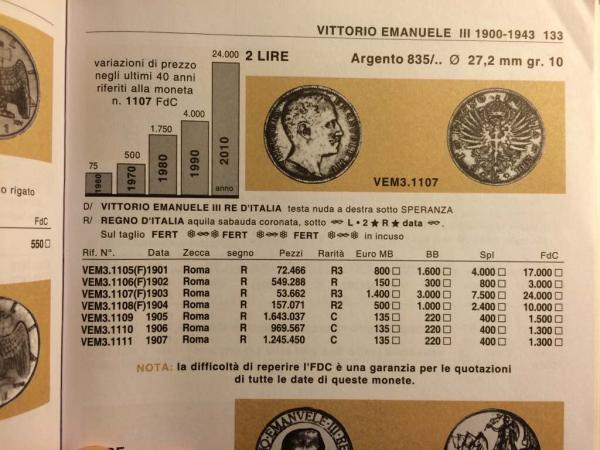 VITTORIO EMANUELE III 1900-1943 133
variazioni di prezzo
negli ultimi 40 anni
riferiti alla moneta
n. 1107 FdC
75
1960
500
1970
1.750
1980
4.000
1990
24.000
2010
anno
2 LIRE
Argento 835/.. Ø 27,2 mm gr. 10
VEM3.1107
o rigato
FdC
550 □
D/ VITTORIO EMANUELE III RE D'ITALIA testa nuda a destra sotto SPERANZA
R/ REGNO D'ITALIA aquila sabauda coronata, sotto L • 2 ★ R ★ data
Sul taglio FERT FERT FERT in incuso
Rif. N°. Data Zecca segno Pezzi Rarità Euro MB BB Spl FdC
VEM3.1105(F)1901 Roma R 72.466 R3 800 □ 1.600 □ 4.000 □ 17.000 □
VEM3.1106(F)1902 Roma R 549.288 R 150 □ 300 □ 800 □ 3.000 □
VEM3.1107(F)1903 Roma R 53.662 R3 1.400 □ 3.000 □ 7.500 □ 24.000 □
VEM3.1108(F)1904 Roma R 157.071 R2 500 □ 1.000 □ 2.400 □ 10.000 □
VEM3.1109 1905 Roma R 1.643.037 C 135 □ 220 □ 400 □ 1.500 □
VEM3.1110 1906 Roma R 969.567 C 135 □ 220 □ 400 □ 1.300 □
VEM3.1111 1907 Roma R 1.245.450 C 135 □ 220 □ 400 □ 1.300 □
NOTA: la difficoltà di reperire l'FDC è una garanzia per le quotazioni
di tutte le date di queste monete.